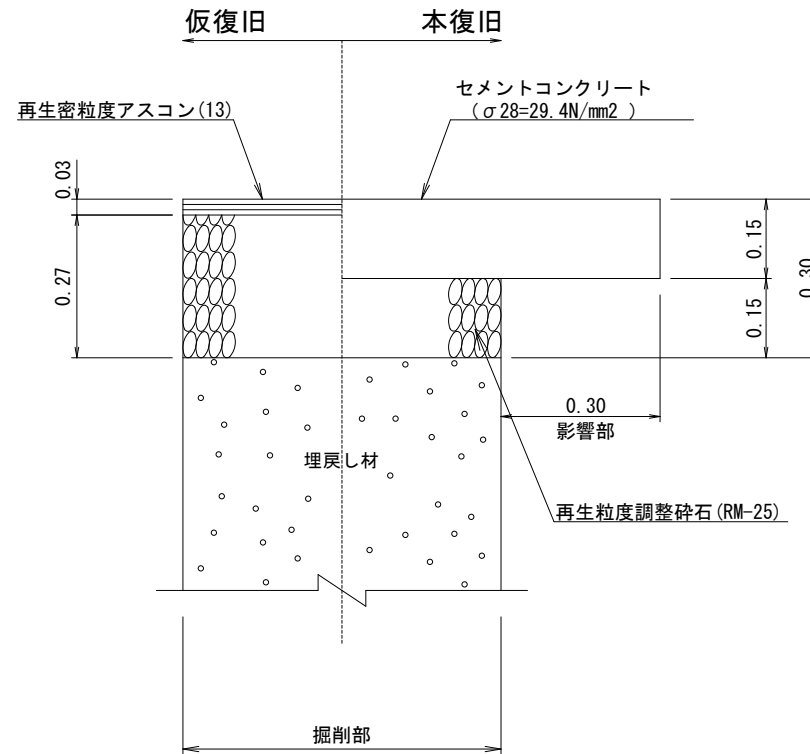 仮復旧 本復旧
再生密粒度アスコン(13)
セメントコンクリート
(σ28=29.4N/mm2 )
0.03
0.27
0.15
0.15
0.30
0.30
影響部
埋戻し材
再生粒度調整砕石(RM-25)
掘削部